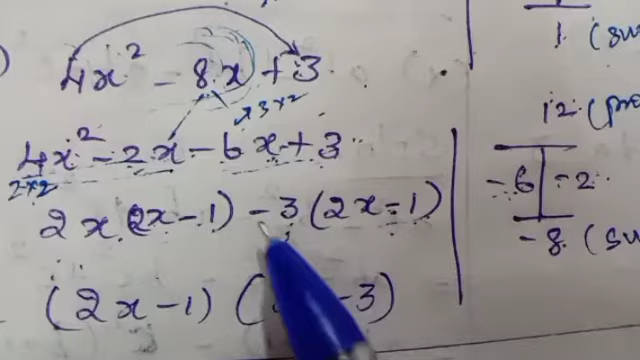 )
4x² - 8x + 3
3×2
4x² - 2x - 6x + 3
2×2
2x(2x-1) - 3(2x-1)
(2x-1) ( -3)
1 (su
12 (pro
-6 | -2
-8 (su